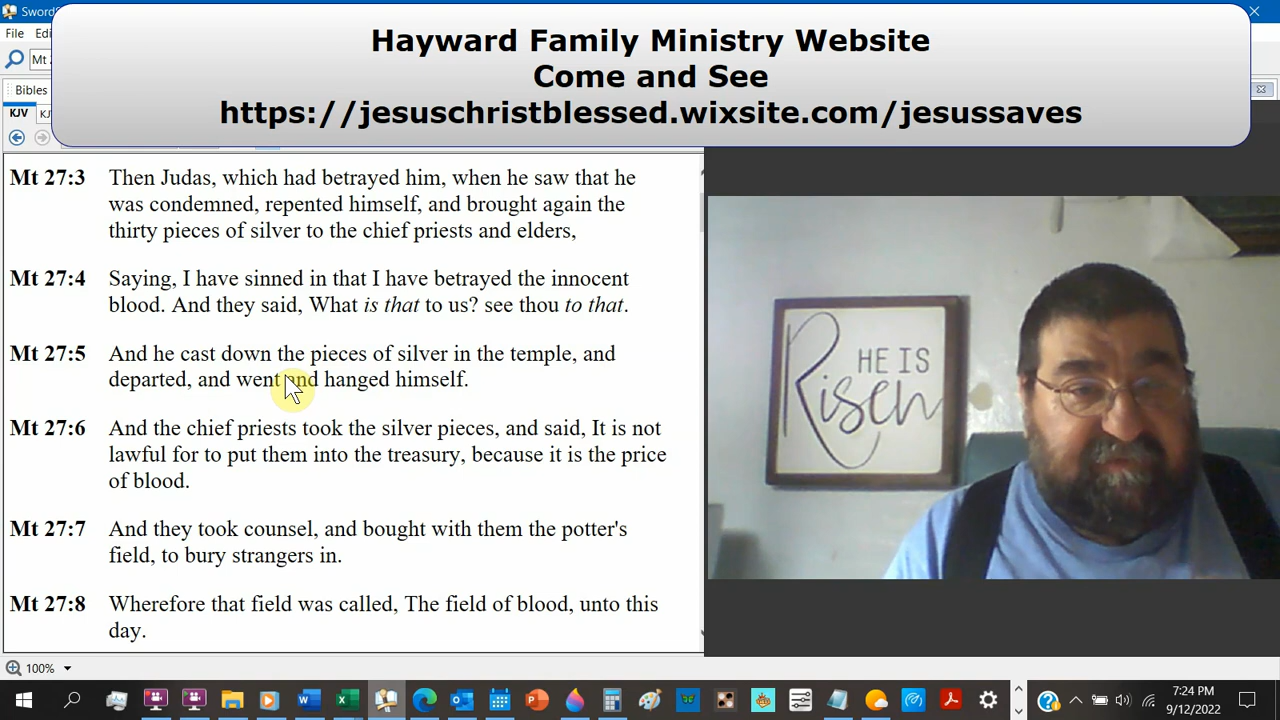 SwordS
Hayward Family Ministry Website
Come and See
https://jesuschristblessed.wixsite.com/jesussaves
File
Edi
Mt
Bibles
KJV
Mt 27:3 Then Judas, which had betrayed him, when he saw that he
was condemned, repented himself, and brought again the
thirty pieces of silver to the chief priests and elders,
Mt 27:4 Saying, I have sinned in that I have betrayed the innocent
blood. And they said, What is that to us? see thou to that.
Mt 27:5 And he cast down the pieces of silver in the temple, and
departed, and went and hanged himself.
Mt 27:6 And the chief priests took the silver pieces, and said, It is not
lawful for to put them into the treasury, because it is the price
of blood.
Mt 27:7 And they took counsel, and bought with them the potter's
field, to bury strangers in.
Mt 27:8 Wherefore that field was called, The field of blood, unto this
day.
HE IS
Risen
100%
7:24 PM
9/12/2022